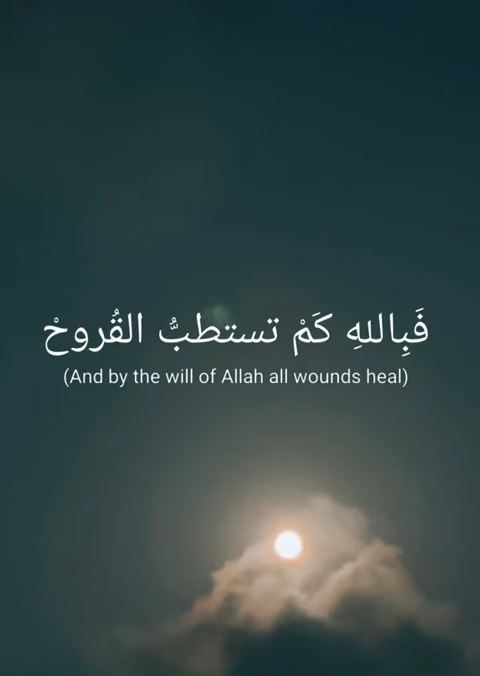 فَبِاللهِ كَمْ تستطبُّ القُروحْ
(And by the will of Allah all wounds heal)